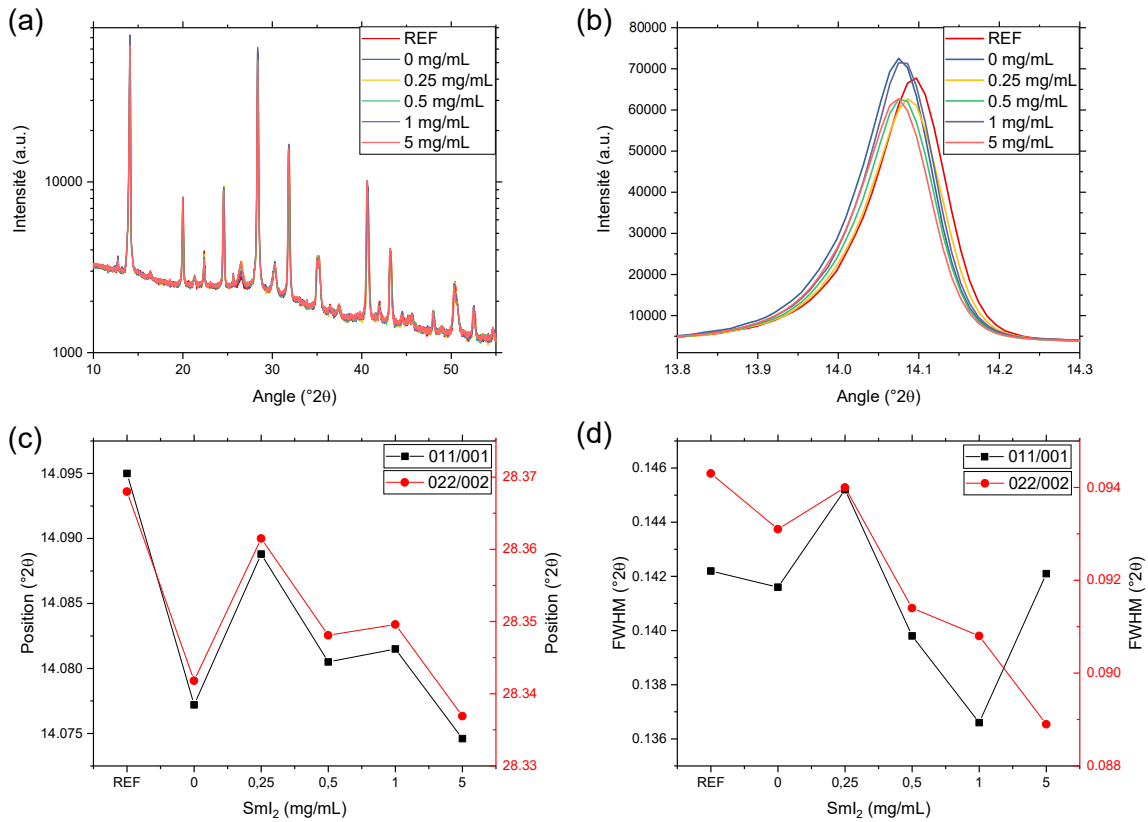 (a)
REF
0 mg/mL
0.25 mg/mL
0.5 mg/mL
1 mg/mL
5 mg/mL
Intensité (a.u.)
10000
1000
10
20
30
40
50
Angle (°2θ)
(b)
REF
0 mg/mL
0.25 mg/mL
0.5 mg/mL
1 mg/mL
5 mg/mL
Intensité (a.u.)
80000
70000
60000
50000
40000
30000
20000
10000
13.8
13.9
14.0
14.1
14.2
14.3
Angle (°2θ)
(c)
011/001
022/002
Position (°2θ)
14.095
14.090
14.085
14.080
14.075
28.37
28.36
28.35
28.34
28.33
Position (°2θ)
REF
0
0,25
0,5
1
5
SmI₂ (mg/mL)
(d)
011/001
022/002
FWHM (°2θ)
0.146
0.144
0.142
0.140
0.138
0.136
0.094
0.092
0.090
0.088
FWHM (°2θ)
REF
0
0,25
0,5
1
5
SmI₂ (mg/mL)